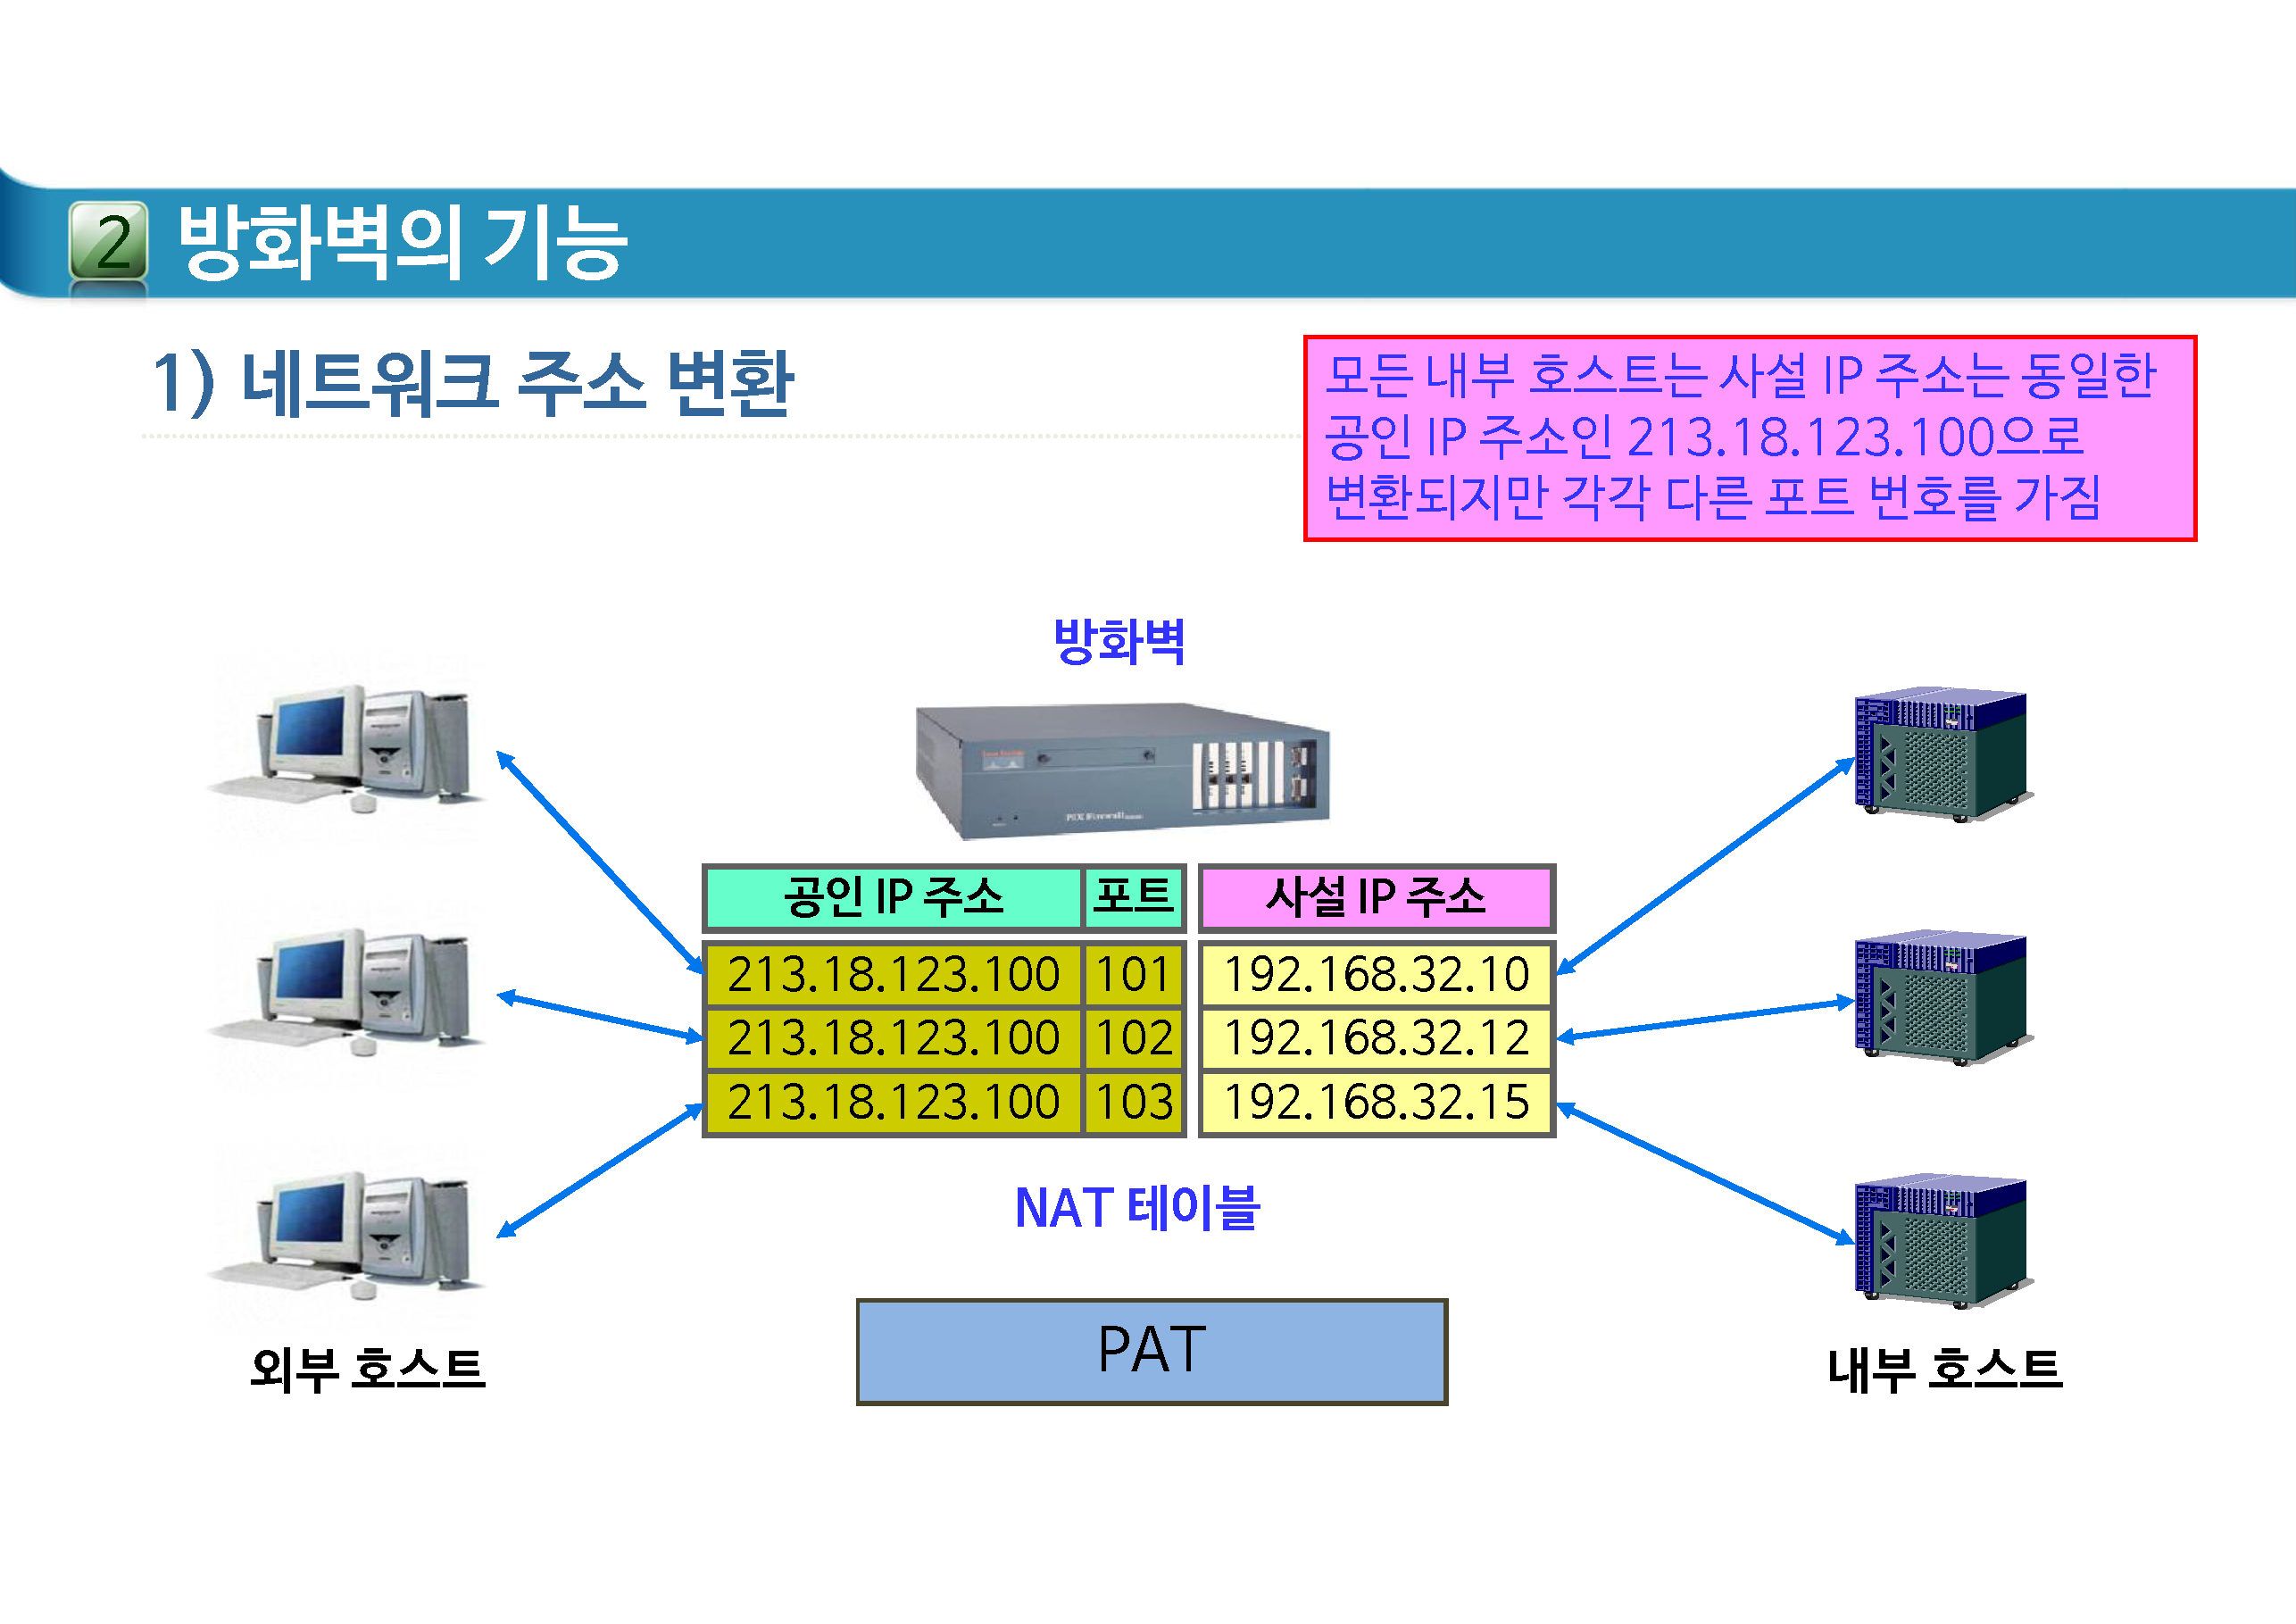 2 방화벽의 기능
1) 네트워크 주소 변환
모든 내부 호스트는 사설 IP 주소는 동일한
공인 IP 주소인 213.18.123.100으로
변환되지만 각각 다른 포트 번호를 가짐
방화벽
PIX Firewall
공인 IP 주소 포트 사설 IP 주소
213.18.123.100 101 192.168.32.10
213.18.123.100 102 192.168.32.12
213.18.123.100 103 192.168.32.15
NAT 테이블
PAT
외부 호스트
내부 호스트